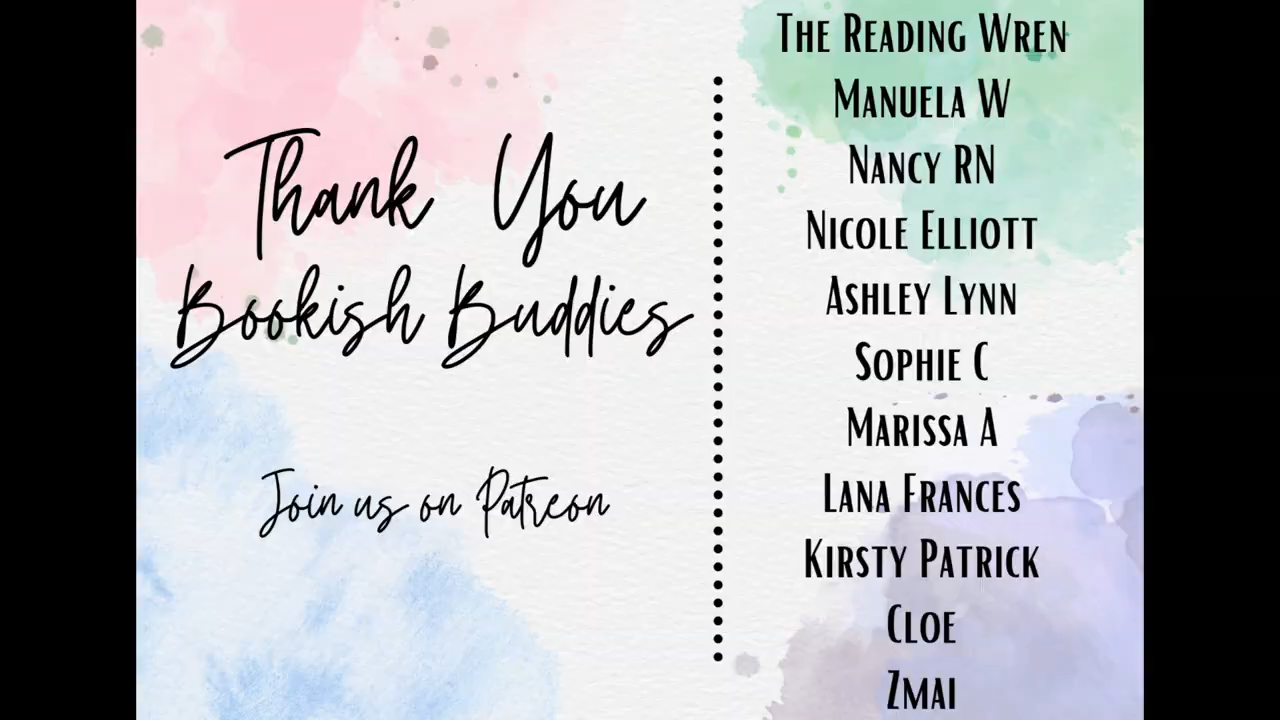 Thank You
Bookish Buddies
Join us on Patreon
The Reading Wren
Manuela W
Nancy RN
Nicole Elliott
Ashley Lynn
Sophie C
Marissa A
Lana Frances
Kirsty Patrick
Cloe
Zmai